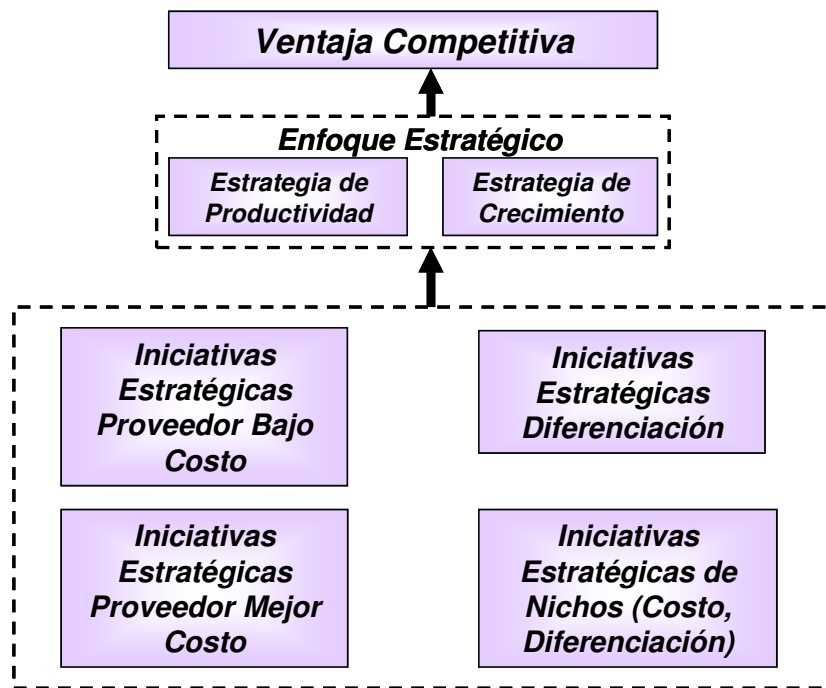 Ventaja Competitiva
Enfoque Estratégico
Estrategia de
Productividad
Estrategia de
Crecimiento
Iniciativas
Estratégicas
Proveedor Bajo
Costo
Iniciativas
Estratégicas
Diferenciación
Iniciativas
Estratégicas
Proveedor Mejor
Costo
Iniciativas
Estratégicas de
Nichos (Costo,
Diferenciación)